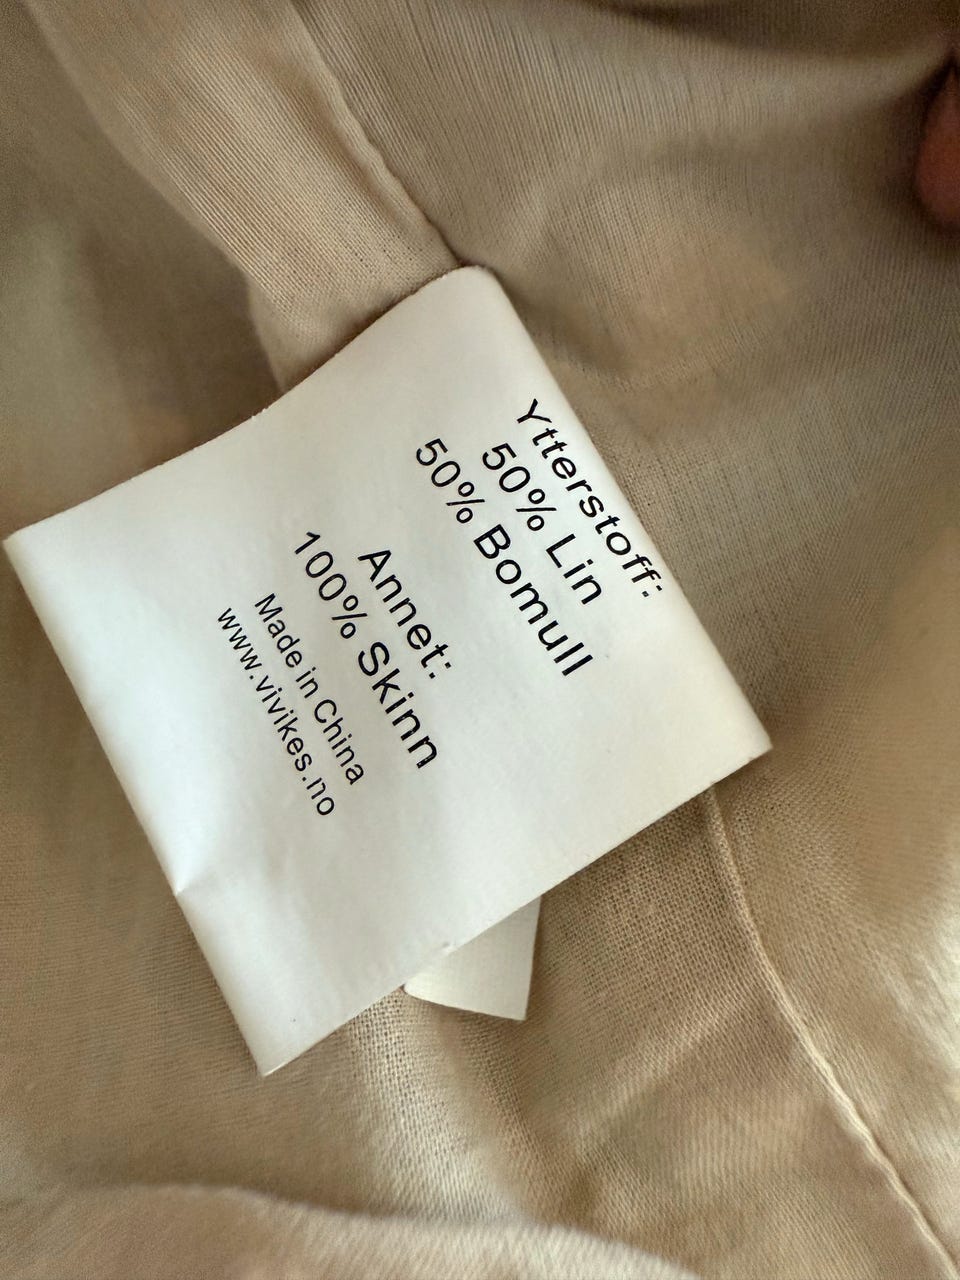 Ytterstoff:
50% Lin
50% Bomull
Annet:
100% Skinn
Made in China
www.vivikes.no